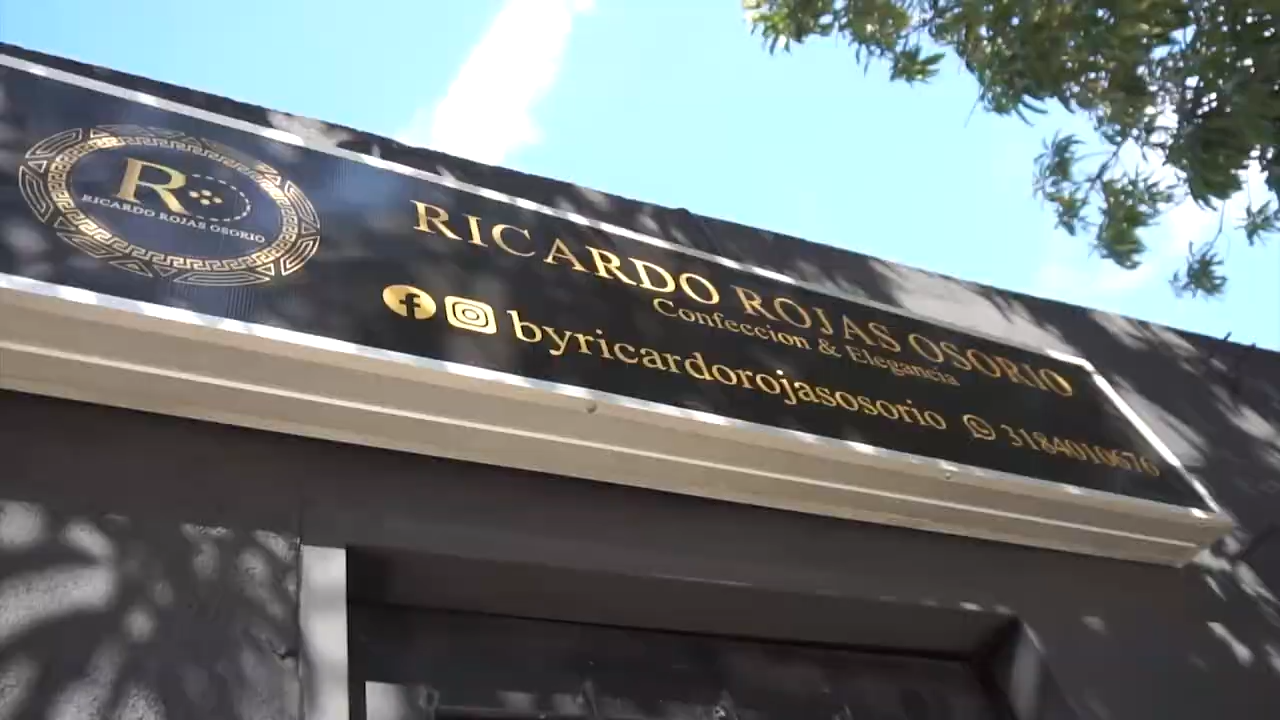 R
RICARDO ROJAS OSORIO
RICARDO ROJAS OSORIO
Confeccion & Elegancia
byricardorojasosorio 3184010676